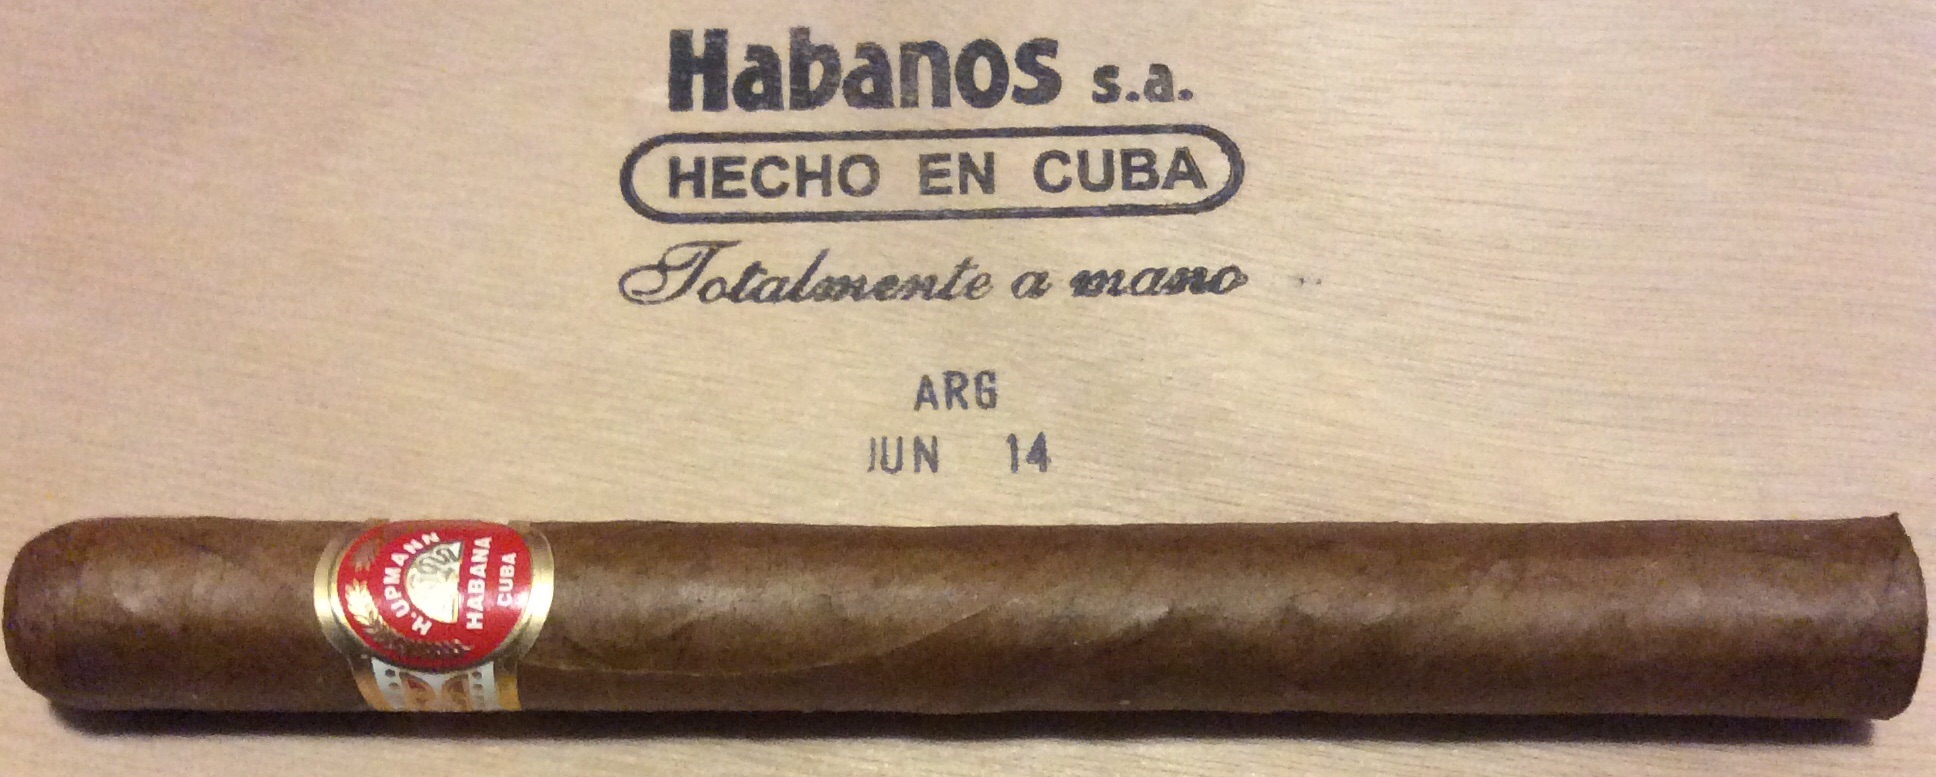 Habanos s.a.
HECHO EN CUBA
Totalmente a mano
ARG
JUN 14
H. UPMANN
HABANA
CUBA